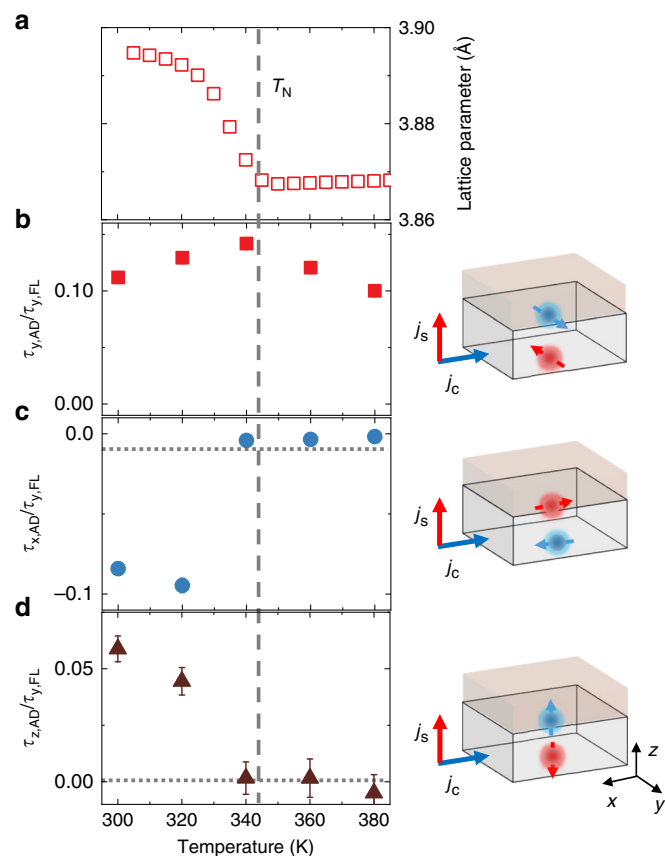 a
3.90
3.88
3.86
Lattice parameter (Å)
T_N
b
0.10
0.00
τ_y,AD/τ_y,FL
j_s
j_c
c
0.0
−0.1
τ_x,AD/τ_y,FL
j_s
j_c
d
0.05
0.00
τ_z,AD/τ_y,FL
j_s
j_c
z
x
y
300 320 340 360 380
Temperature (K)